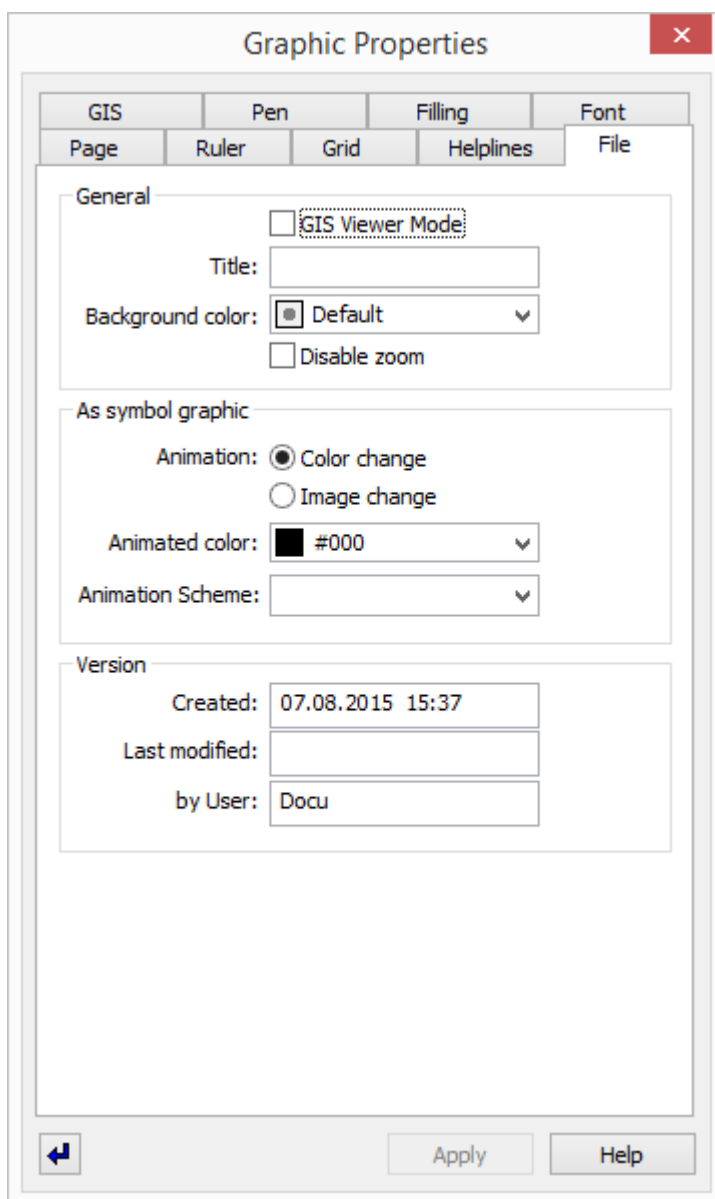 Graphic Properties
GIS Pen Filling Font
Page Ruler Grid Helplines File
General
GIS Viewer Mode
Title:
Background color: Default
Disable zoom
As symbol graphic
Animation: Color change
Image change
Animated color: #000
Animation Scheme:
Version
Created: 07.08.2015 15:37
Last modified:
by User: Docu
Apply Help